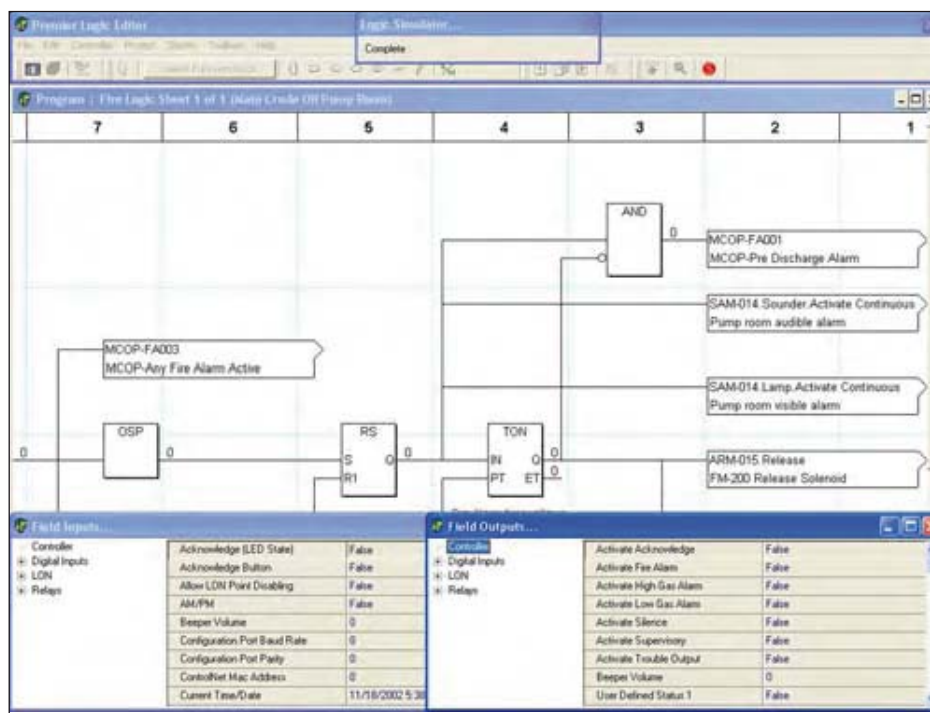 Premier Logic Editor
Logic Simulator...
Complete
File Edit Controller Project Sheets Toolbars Help
Program | Fire Logic Sheet 1 of 1 (Main Crude Oil Pump Room)
7 6 5 4 3 2 1
AND
0
MCOP-FA001
MCOP-Pre Discharge Alarm
SAM-014.Sounder.Activate Continuous
Pump room audible alarm
MCOP-FA003
MCOP-Any Fire Alarm Active
SAM-014.Lamp.Activate Continuous
Pump room visible alarm
OSP RS TON
0 0 S Q 0 IN Q 0
R1 PT ET 0
ARM-015.Release
FM-200 Release Solenoid
Field Inputs...
Controller
Digital Inputs
LON
Relays
Acknowledge (LED State) False
Acknowledge Button False
Allow LON Point Disabling False
AM/PM False
Beeper Volume 0
Configuration Port Baud Rate 0
Configuration Port Parity 0
ControlNet Mac Address 0
Current Time/Date 11/18/2002 5:38
Field Outputs...
Controller
Digital Inputs
LON
Relays
Activate Acknowledge False
Activate Fire Alarm False
Activate High Gas Alarm False
Activate Low Gas Alarm False
Activate Silence False
Activate Supervisory False
Activate Trouble Output False
Beeper Volume 0
User Defined Status 1 False